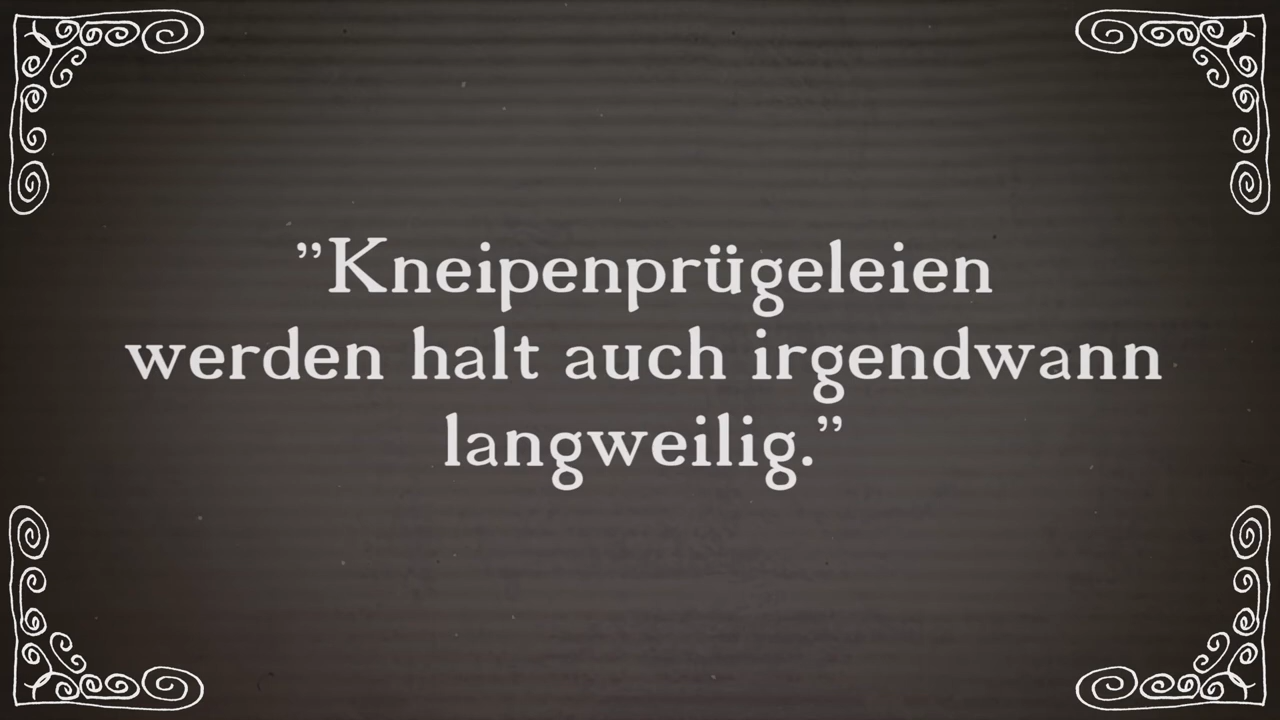 ”Kneipenprügeleien
werden halt auch irgendwann
langweilig.”